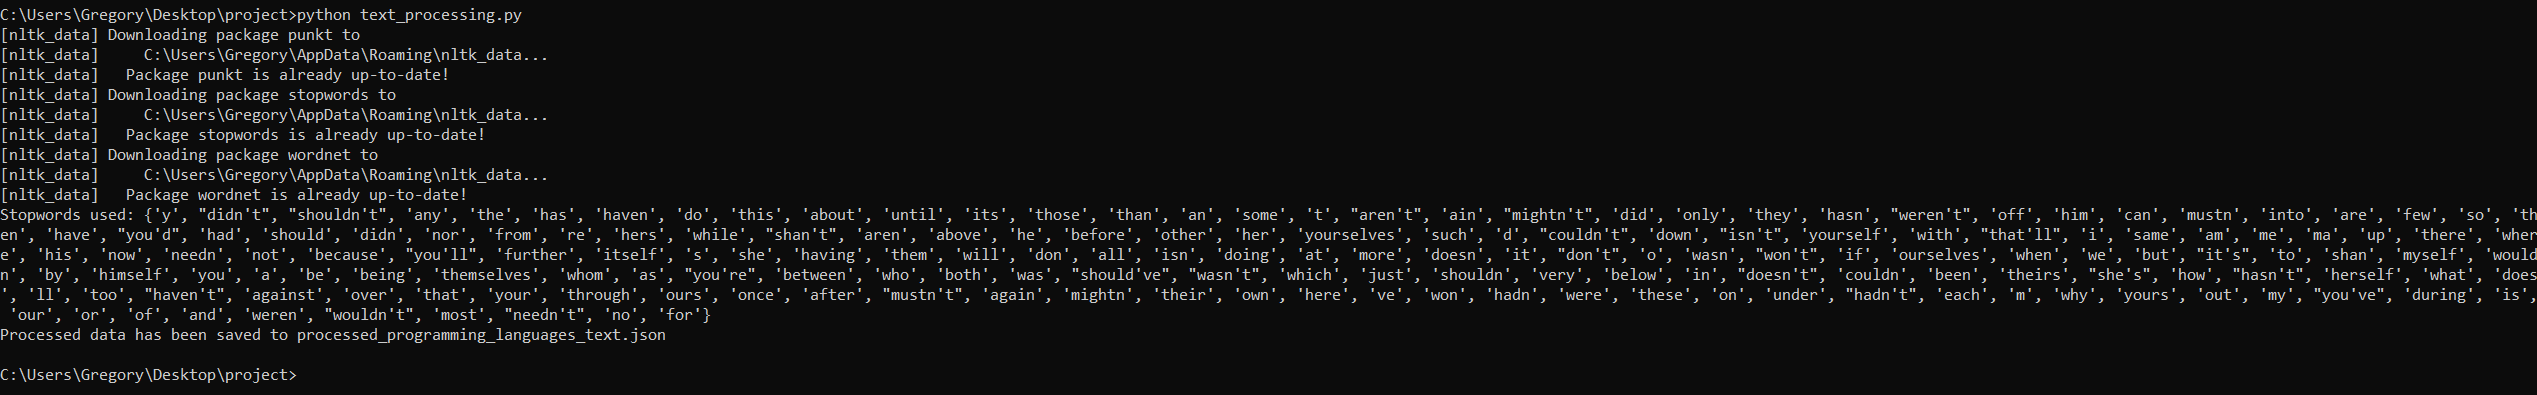 C:\Users\Gregory\Desktop\project>python text_processing.py
[nltk_data] Downloading package punkt to
[nltk_data]     C:\Users\Gregory\AppData\Roaming\nltk_data...
[nltk_data]   Package punkt is already up-to-date!
[nltk_data] Downloading package stopwords to
[nltk_data]     C:\Users\Gregory\AppData\Roaming\nltk_data...
[nltk_data]   Package stopwords is already up-to-date!
[nltk_data] Downloading package wordnet to
[nltk_data]     C:\Users\Gregory\AppData\Roaming\nltk_data...
[nltk_data]   Package wordnet is already up-to-date!
Stopwords used: {'y', "didn't", "shouldn't", 'any', 'the', 'has', 'haven', 'do', 'this', 'about', 'until', 'its', 'those', 'than', 'an', 'some', 't', "aren't", 'ain', "mightn't", 'did', 'only', 'they', 'hasn', "weren't", 'off', 'him', 'can', 'mustn', 'into', 'are', 'few', 'so', 'th
en', 'have', "you'd", 'had', 'should', 'didn', 'nor', 'from', 're', 'hers', 'while', "shan't", 'aren', 'above', 'he', 'before', 'other', 'her', 'yourselves', 'such', 'd', "couldn't", 'down', "isn't", 'yourself', 'with', "that'll", 'i', 'same', 'am', 'me', 'ma', 'up', 'there', 'wher
e', 'his', 'now', 'needn', 'not', 'because', "you'll", 'further', 'itself', 's', 'she', 'having', 'them', 'will', 'don', 'all', 'isn', 'doing', 'at', 'more', 'doesn', 'it', "don't", 'o', 'wasn', "won't", 'if', 'ourselves', 'when', 'we', 'but', "it's", 'to', 'shan', 'myself', 'would
n', 'by', 'himself', 'you', 'a', 'be', 'being', 'themselves', 'whom', 'as', "you're", 'between', 'who', 'both', 'was', "should've", "wasn't", 'which', 'just', 'shouldn', 'very', 'below', 'in', "doesn't", 'couldn', 'been', 'theirs', "she's", 'how', "hasn't", 'herself', 'what', 'does
', 'll', 'too', "haven't", 'against', 'over', 'that', 'your', 'through', 'ours', 'once', 'after', "mustn't", 'again', 'mightn', 'their', 'own', 'here', 've', 'won', 'hadn', 'were', 'these', 'on', 'under', "hadn't", 'each', 'm', 'why', 'yours', 'out', 'my', "you've", 'during', 'is',
 'our', 'or', 'of', 'and', 'weren', "wouldn't", 'most', "needn't", 'no', 'for'}
Processed data has been saved to processed_programming_languages_text.json
C:\Users\Gregory\Desktop\project>